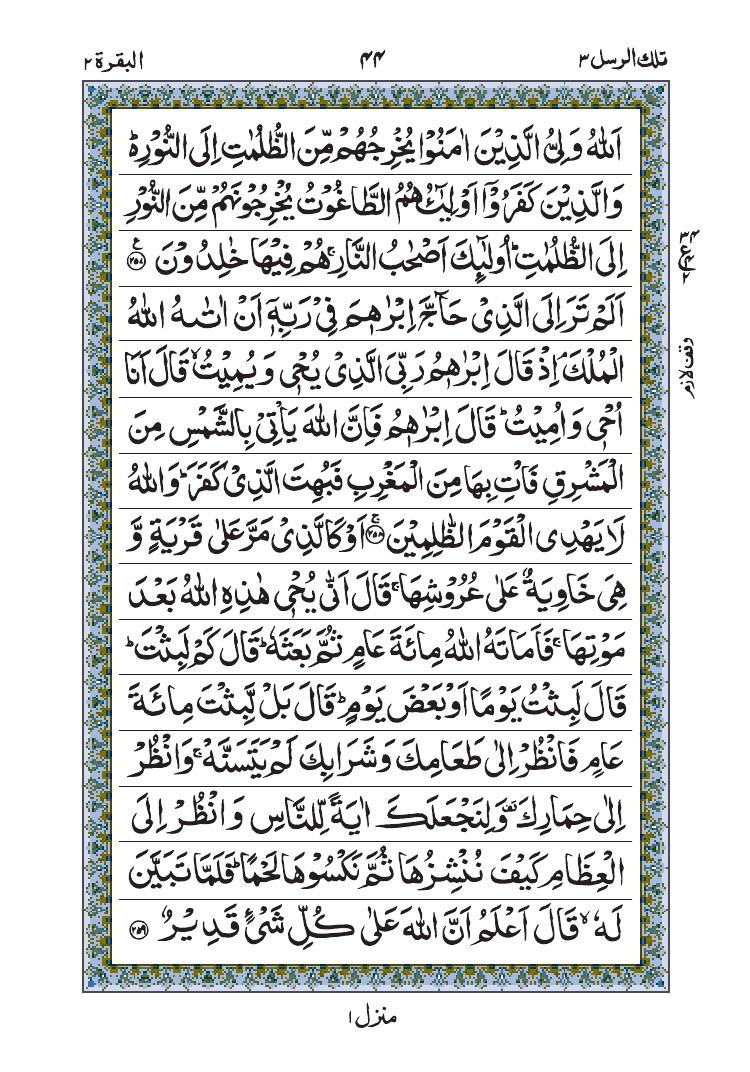 تلك الرسل ٣
٤٤
البقرة ٢
اَللّٰهُ وَلِيُّ الَّذِيْنَ اٰمَنُوْا يُخْرِجُهُمْ مِّنَ الظُّلُمٰتِ اِلَى النُّوْرِ۬ؕ
وَالَّذِيْنَ كَفَرُوْۤا اَوْلِيٰٓـُٔهُمُ الطَّاغُوْتُ يُخْرِجُوْنَهُمْ مِّنَ النُّوْرِ
اِلَى الظُّلُمٰتِؕ اُولٰٓئِكَ اَصْحٰبُ النَّارِۚ هُمْ فِيْهَا خٰلِدُوْنَ ﴿٢٥٧﴾
اَلَمْ تَرَ اِلَى الَّذِيْ حَآجَّ اِبْرٰهٖمَ فِيْ رَبِّهٖۤ اَنْ اٰتٰىهُ اللّٰهُ
الْمُلْكَۘ اِذْ قَالَ اِبْرٰهٖمُ رَبِّيَ الَّذِيْ يُحْيٖ وَيُمِيْتُۙ قَالَ اَنَا
اُحْيٖ وَاُمِيْتُؕ قَالَ اِبْرٰهٖمُ فَاِنَّ اللّٰهَ يَاْتِيْ بِالشَّمْسِ مِنَ
الْمَشْرِقِ فَاْتِ بِهَا مِنَ الْمَغْرِبِ فَبُهِتَ الَّذِيْ كَفَرَؕ وَاللّٰهُ
لَا يَهْدِي الْقَوْمَ الظّٰلِمِيْنَ ﴿٢٥٨﴾ۚ اَوْ كَالَّذِيْ مَرَّ عَلٰى قَرْيَةٍ وَّ
هِيَ خَاوِيَةٌ عَلٰى عُرُوْشِهَاۚ قَالَ اَنّٰى يُحْيٖ هٰذِهِ اللّٰهُ بَعْدَ
مَوْتِهَاۚ فَاَمَاتَهُ اللّٰهُ مِائَةَ عَامٍ ثُمَّ بَعَثَهٗؕ قَالَ كَمْ لَبِثْتَؕ
قَالَ لَبِثْتُ يَوْمًا اَوْ بَعْضَ يَوْمٍؕ قَالَ بَلْ لَّبِثْتَ مِائَةَ
عَامٍ فَانْظُرْ اِلٰى طَعَامِكَ وَشَرَابِكَ لَمْ يَتَسَنَّهْۚ وَانْظُرْ
اِلٰى حِمَارِكَ وَلِنَجْعَلَكَ اٰيَةً لِّلنَّاسِ وَانْظُرْ اِلَى
الْعِظَامِ كَيْفَ نُنْشِزُهَا ثُمَّ نَكْسُوْهَا لَحْمًاؕ فَلَمَّا تَبَيَّنَ
لَهٗۙ قَالَ اَعْلَمُ اَنَّ اللّٰهَ عَلٰى كُلِّ شَيْءٍ قَدِيْرٌ ﴿٢٥٩﴾
وقف لازم
منزل ١